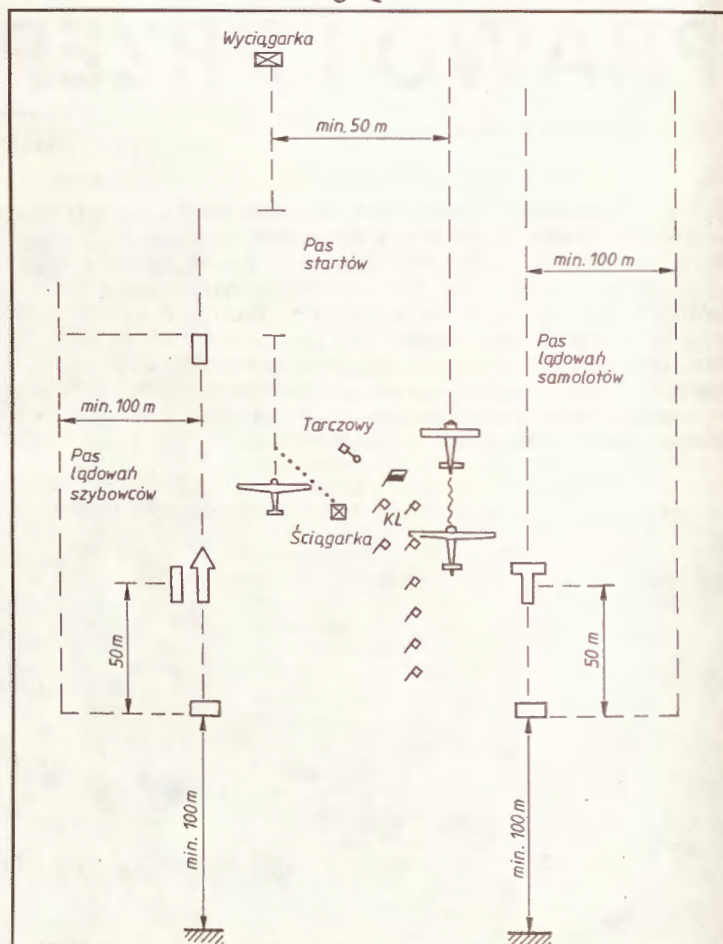 Wyciągarka
min. 50 m
Pas
startów
min. 100 m
Pas
lądowań
samolotów
min. 100 m
Tarczowy
Pas
lądowań
szybowców
KL
Ściągarka
50 m
50 m
min. 100 m
min. 100 m